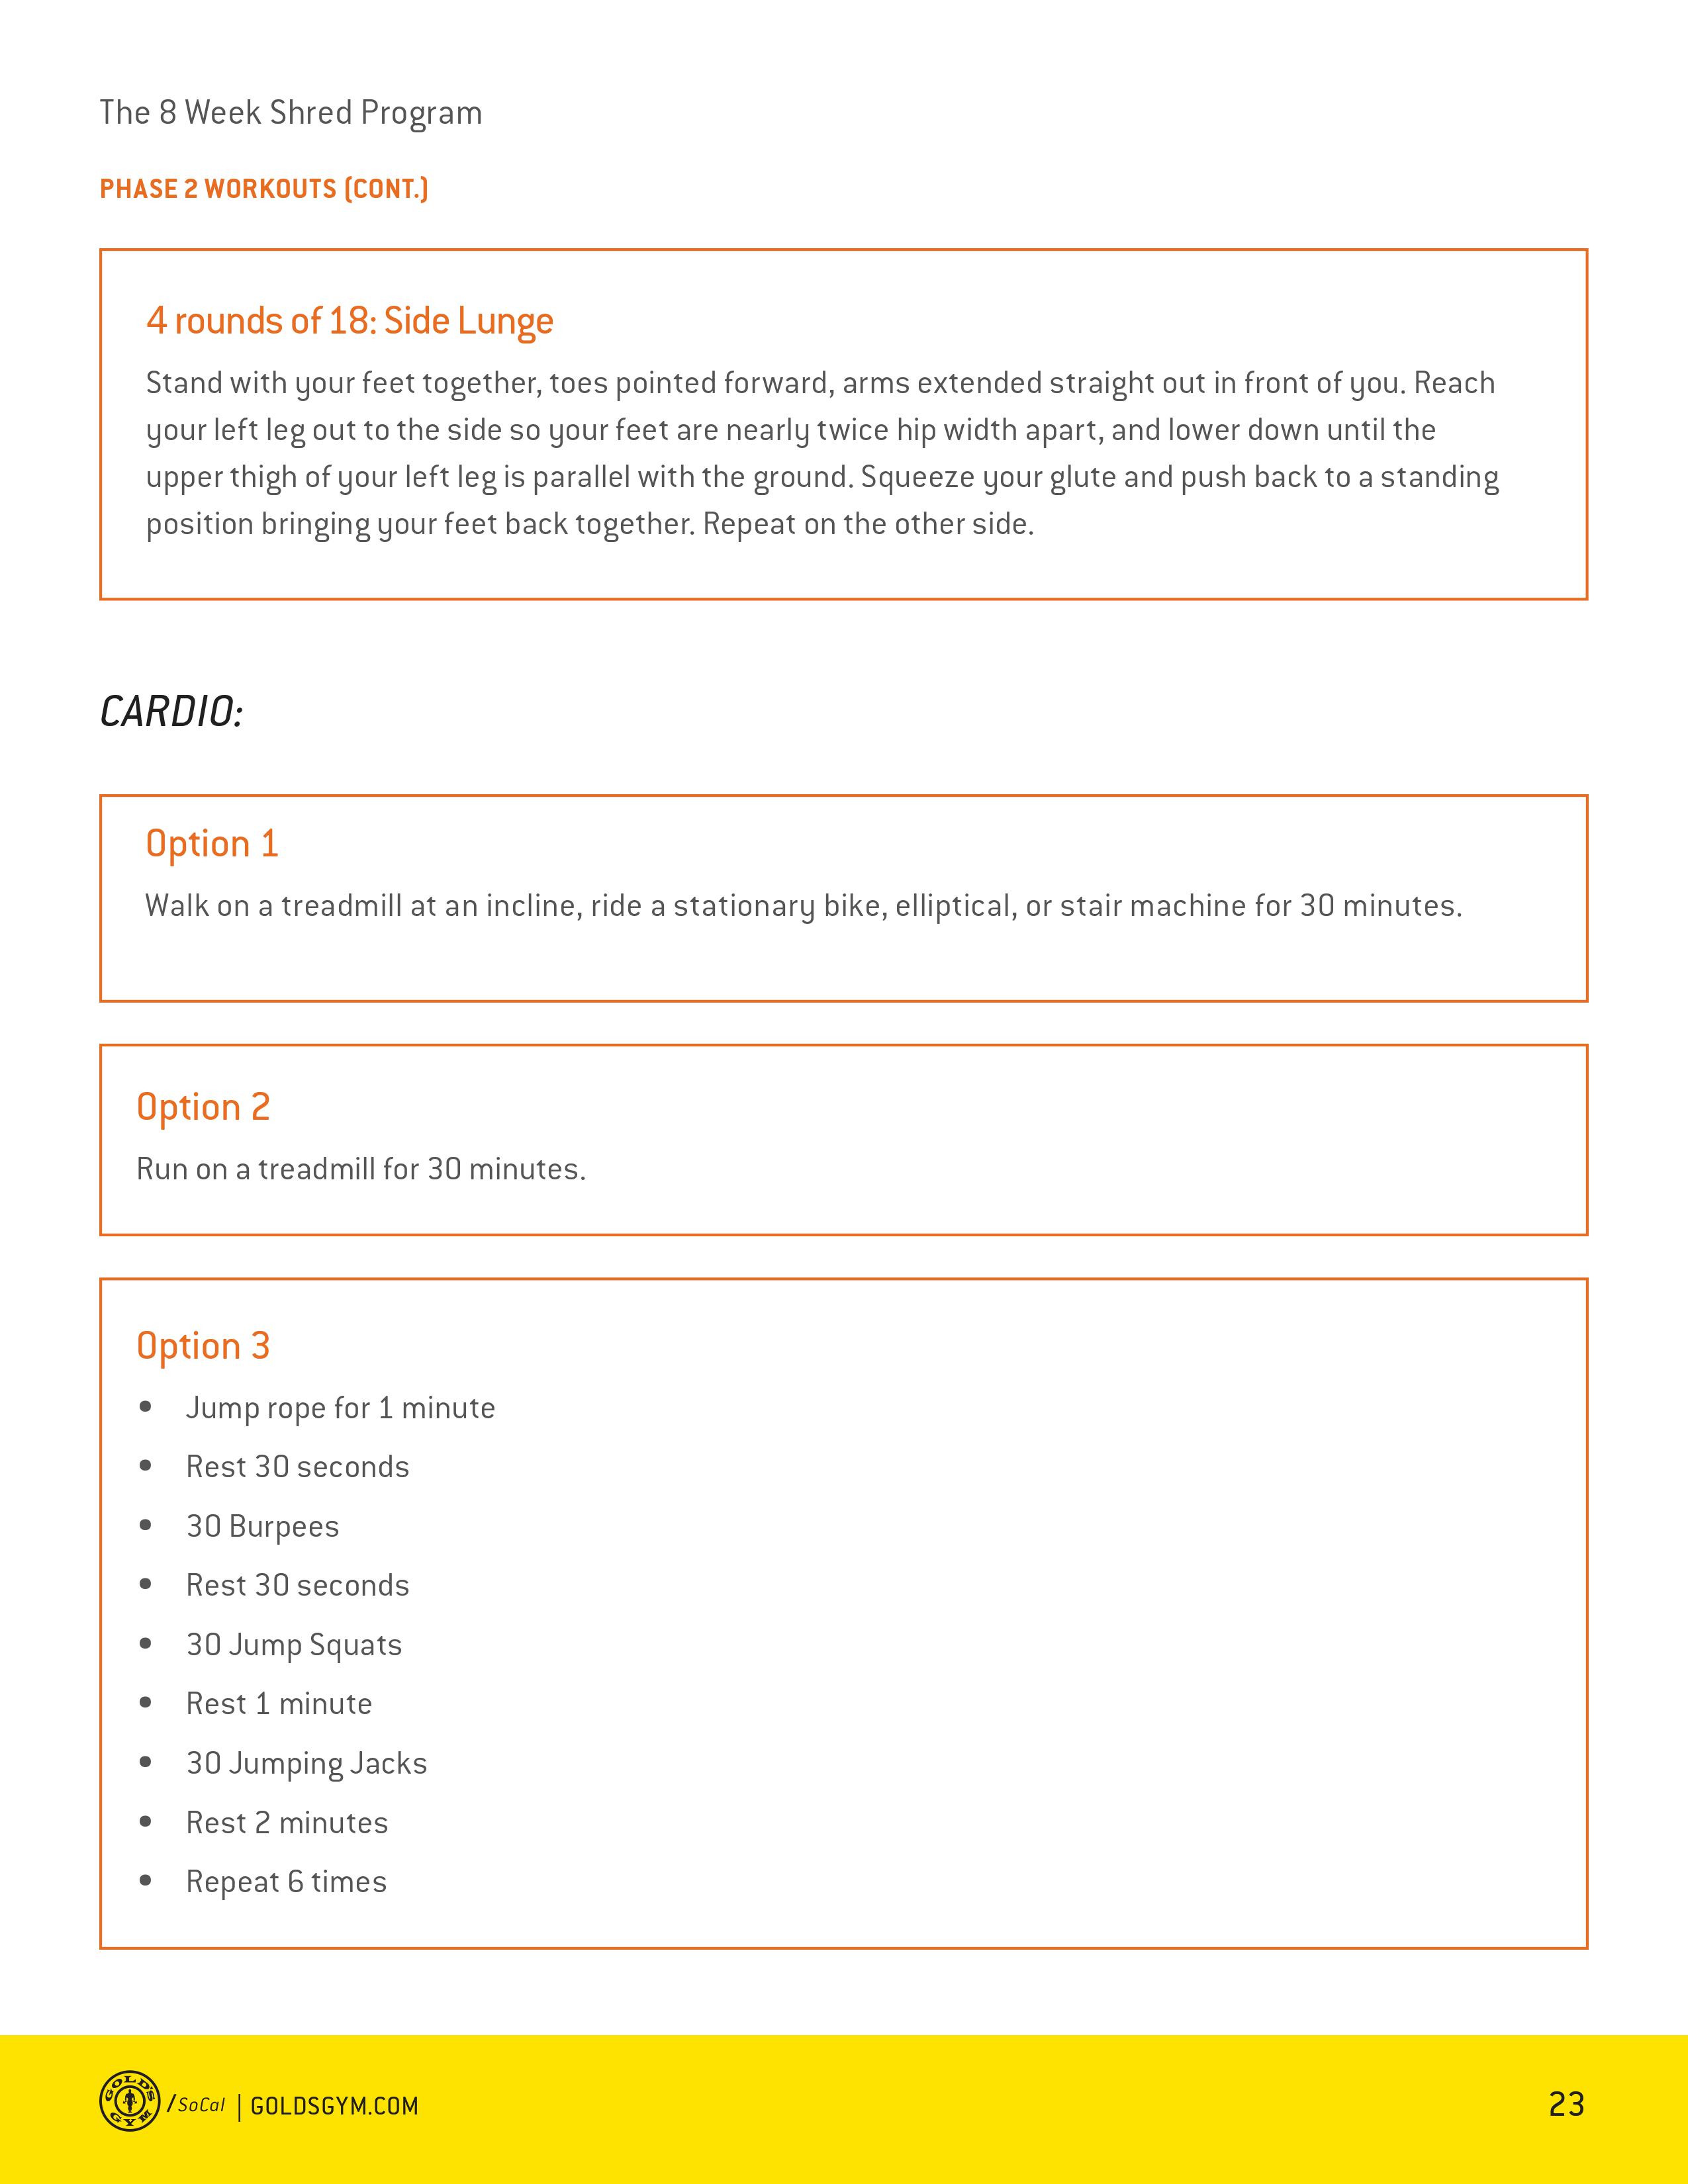 The 8 Week Shred Program
PHASE 2 WORKOUTS (CONT.)
4 rounds of 18: Side Lunge
Stand with your feet together, toes pointed forward, arms extended straight out in front of you. Reach
your left leg out to the side so your feet are nearly twice hip width apart, and lower down until the
upper thigh of your left leg is parallel with the ground. Squeeze your glute and push back to a standing
position bringing your feet back together. Repeat on the other side.
CARDIO:
Option 1
Walk on a treadmill at an incline, ride a stationary bike, elliptical, or stair machine for 30 minutes.
Option 2
Run on a treadmill for 30 minutes.
Option 3
• Jump rope for 1 minute
• Rest 30 seconds
• 30 Burpees
• Rest 30 seconds
• 30 Jump Squats
• Rest 1 minute
• 30 Jumping Jacks
• Rest 2 minutes
• Repeat 6 times
GOLD'S GYM /SoCal | GOLDSGYM.COM
23